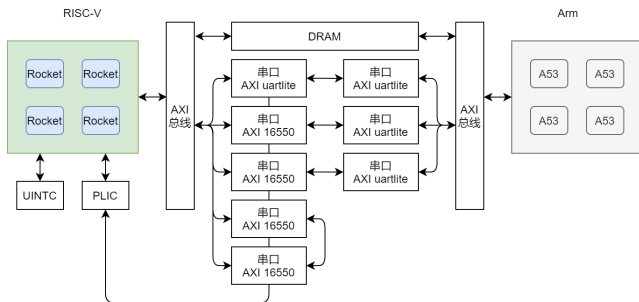 RISC-V
Arm
DRAM
Rocket
Rocket
Rocket
Rocket
UINTC
PLIC
AXI
总线
串口
AXI uartlite
串口
AXI 16550
串口
AXI 16550
串口
AXI 16550
串口
AXI 16550
串口
AXI uartlite
串口
AXI uartlite
串口
AXI uartlite
AXI
总线
A53
A53
A53
A53